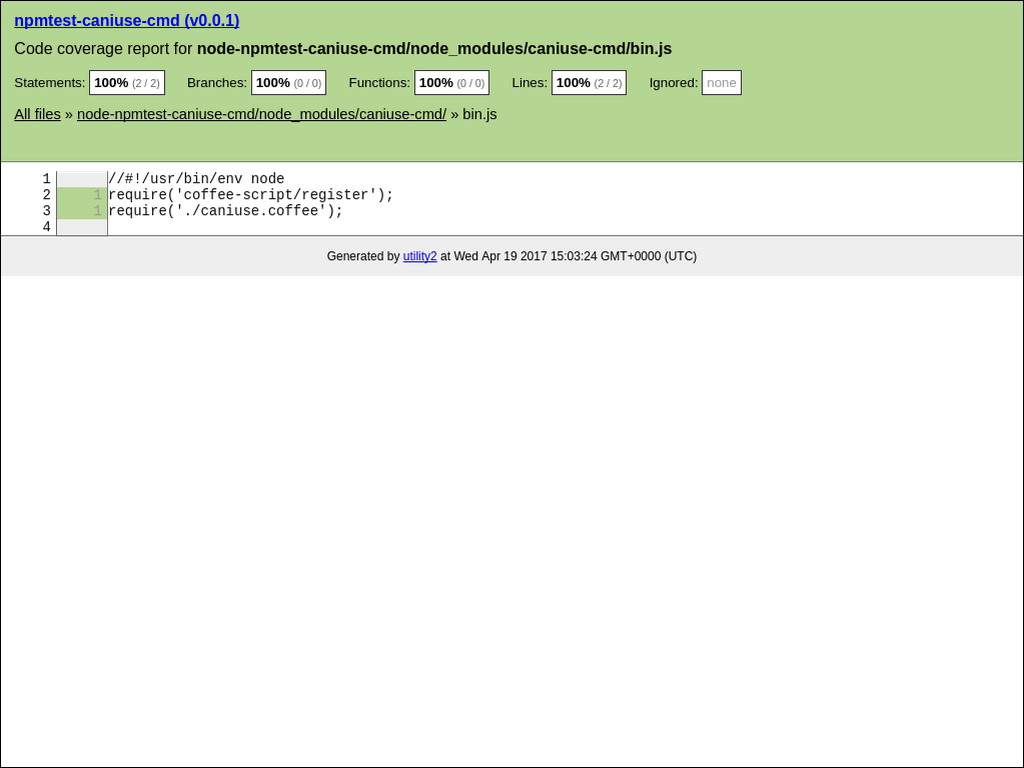 npmtest-caniuse-cmd (v0.0.1)
Code coverage report for node-npmtest-caniuse-cmd/node_modules/caniuse-cmd/bin.js
Statements: 100% (2 / 2) Branches: 100% (0 / 0) Functions: 100% (0 / 0) Lines: 100% (2 / 2) Ignored: none
All files » node-npmtest-caniuse-cmd/node_modules/caniuse-cmd/ » bin.js
1 //#!/usr/bin/env node
2 1 require('coffee-script/register');
3 1 require('./caniuse.coffee');
4
Generated by utility2 at Wed Apr 19 2017 15:03:24 GMT+0000 (UTC)